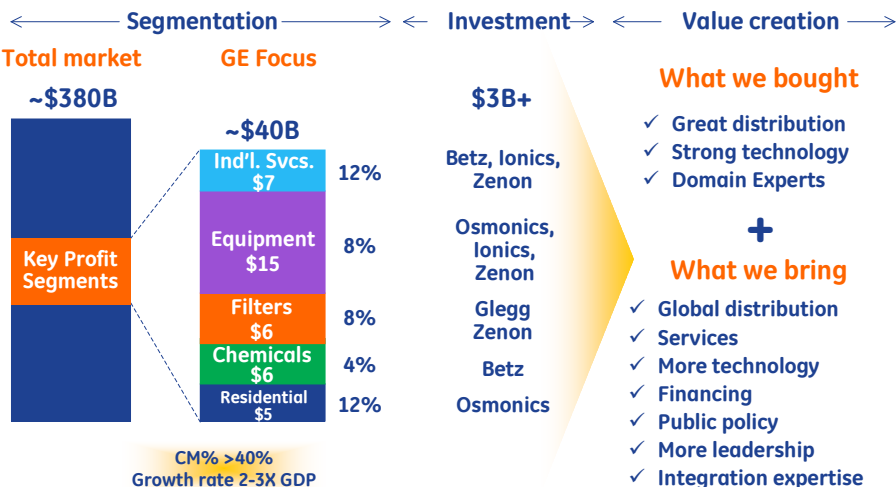 Segmentation
Investment
Value creation
Total market
~$380B
Key Profit
Segments
GE Focus
~$40B
Ind'l. Svcs.
$7
12%
Equipment
$15
8%
Filters
$6
8%
Chemicals
$6
4%
Residential
$5
12%
CM% >40%
Growth rate 2-3X GDP
$3B+
Betz, Ionics,
Zenon
Osmonics,
Ionics,
Zenon
Glegg
Zenon
Betz
Osmonics
What we bought
✓ Great distribution
✓ Strong technology
✓ Domain Experts
+
What we bring
✓ Global distribution
✓ Services
✓ More technology
✓ Financing
✓ Public policy
✓ More leadership
✓ Integration expertise